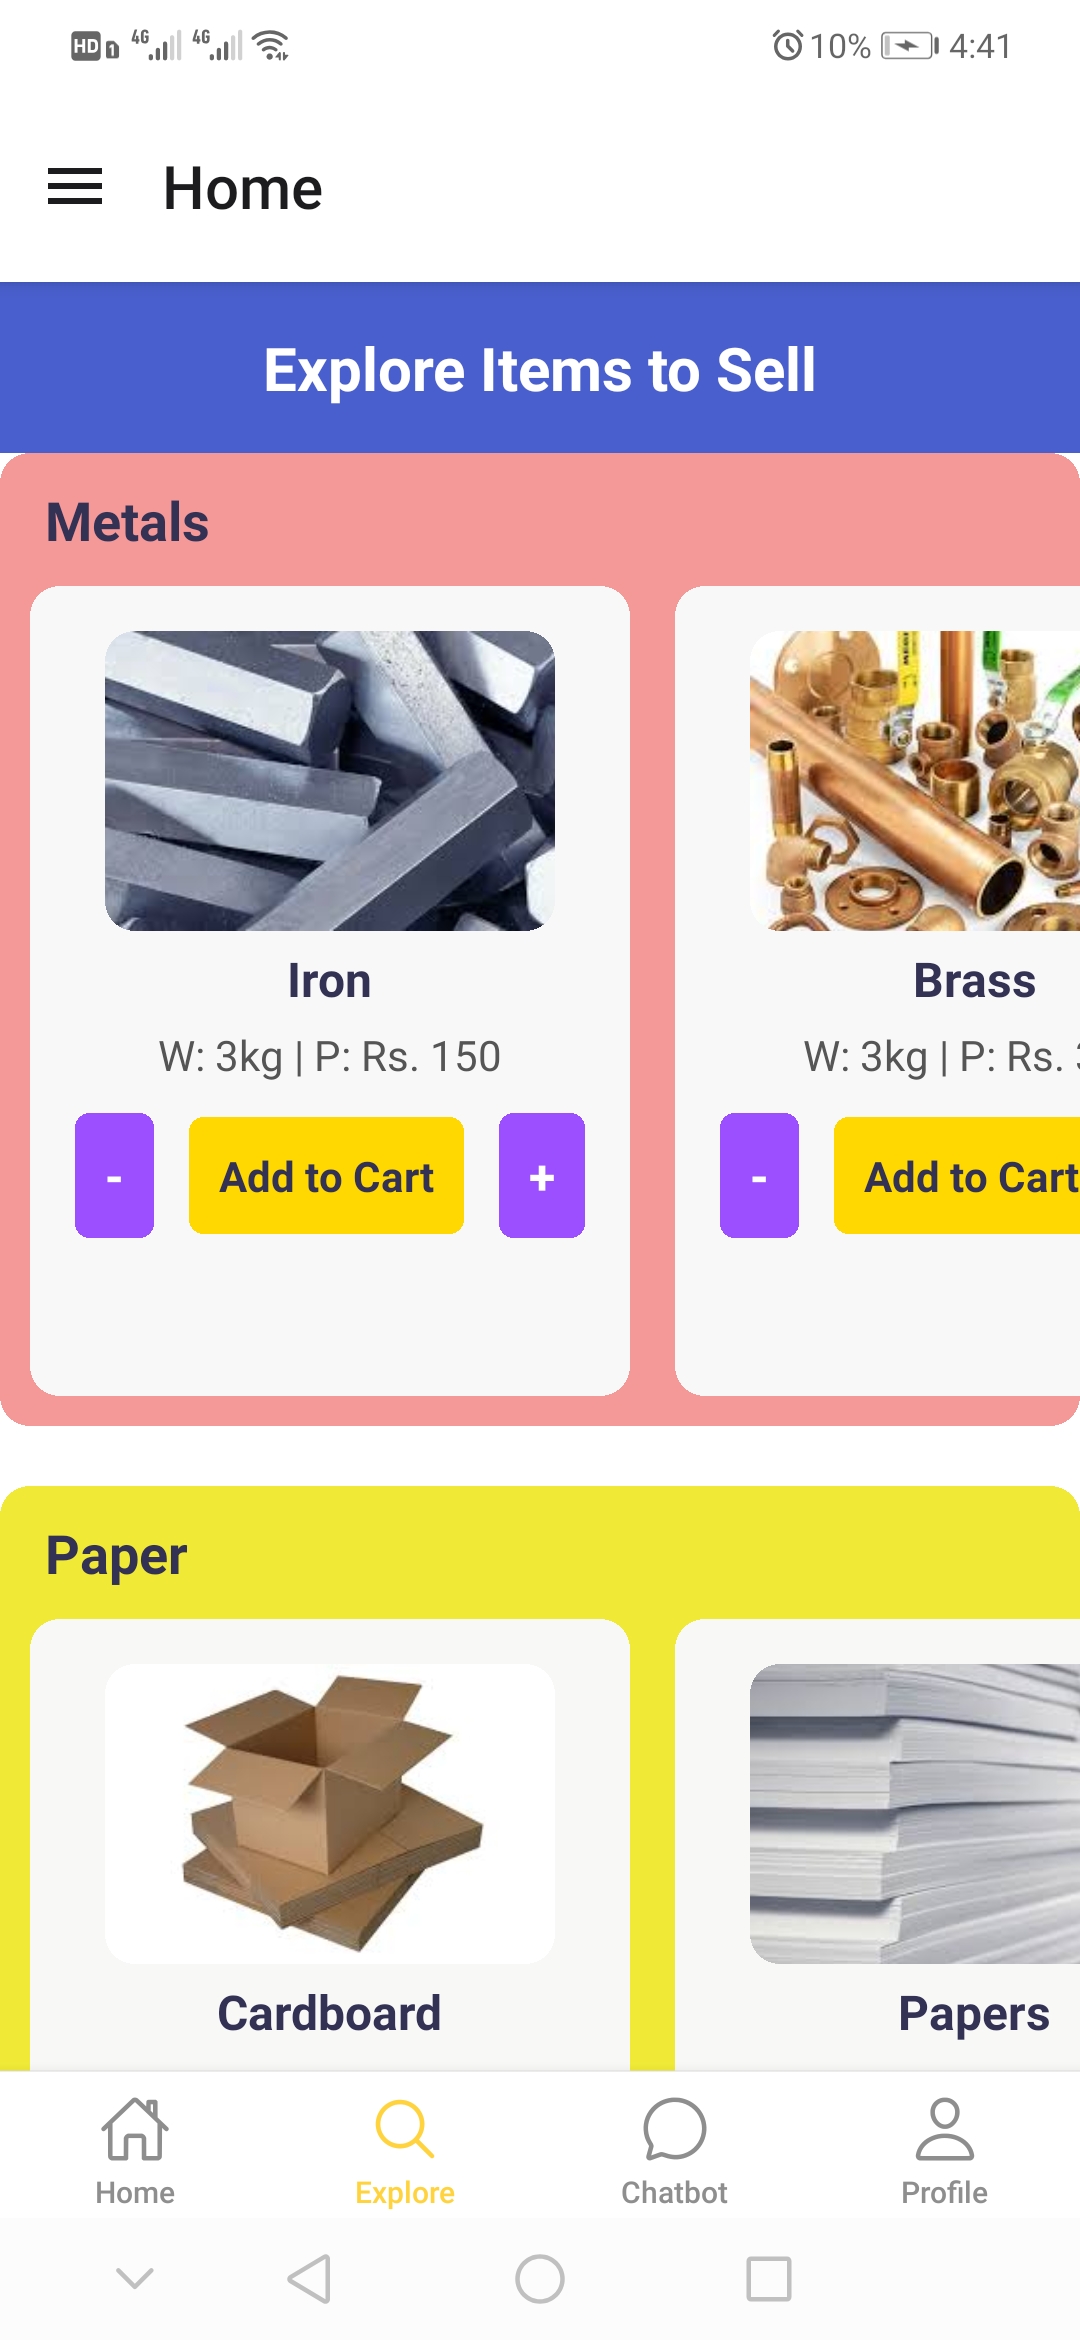 HD 1 4G 4G 10% 4:41
Home
Explore Items to Sell
Metals
Iron
W: 3kg | P: Rs. 150
- Add to Cart +
Brass
W: 3kg | P: Rs.
- Add to Cart
Paper
Cardboard
Papers
Home
Explore
Chatbot
Profile